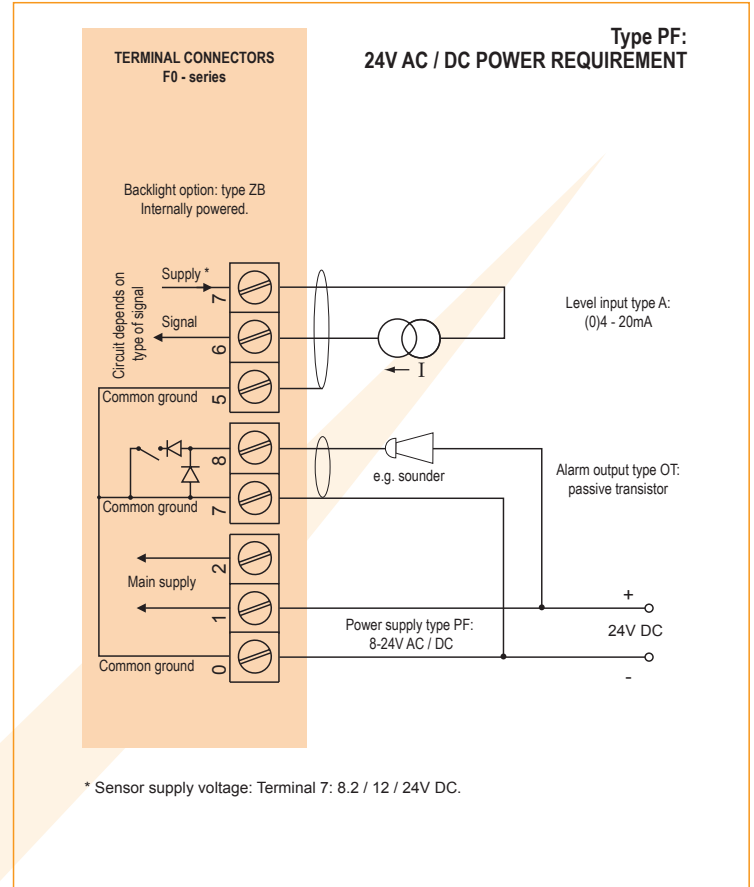 Type PF:
24V AC / DC POWER REQUIREMENT
TERMINAL CONNECTORS
F0 - series
Backlight option: type ZB
Internally powered.
Circuit depends on
type of signal
Supply *
7
Signal
6
Common ground
5
I
Level input type A:
(0)4 - 20mA
8
e.g. sounder
Alarm output type OT:
passive transistor
Common ground
7
2
Main supply
1
Power supply type PF:
8-24V AC / DC
+
24V DC
-
Common ground
0
* Sensor supply voltage: Terminal 7: 8.2 / 12 / 24V DC.